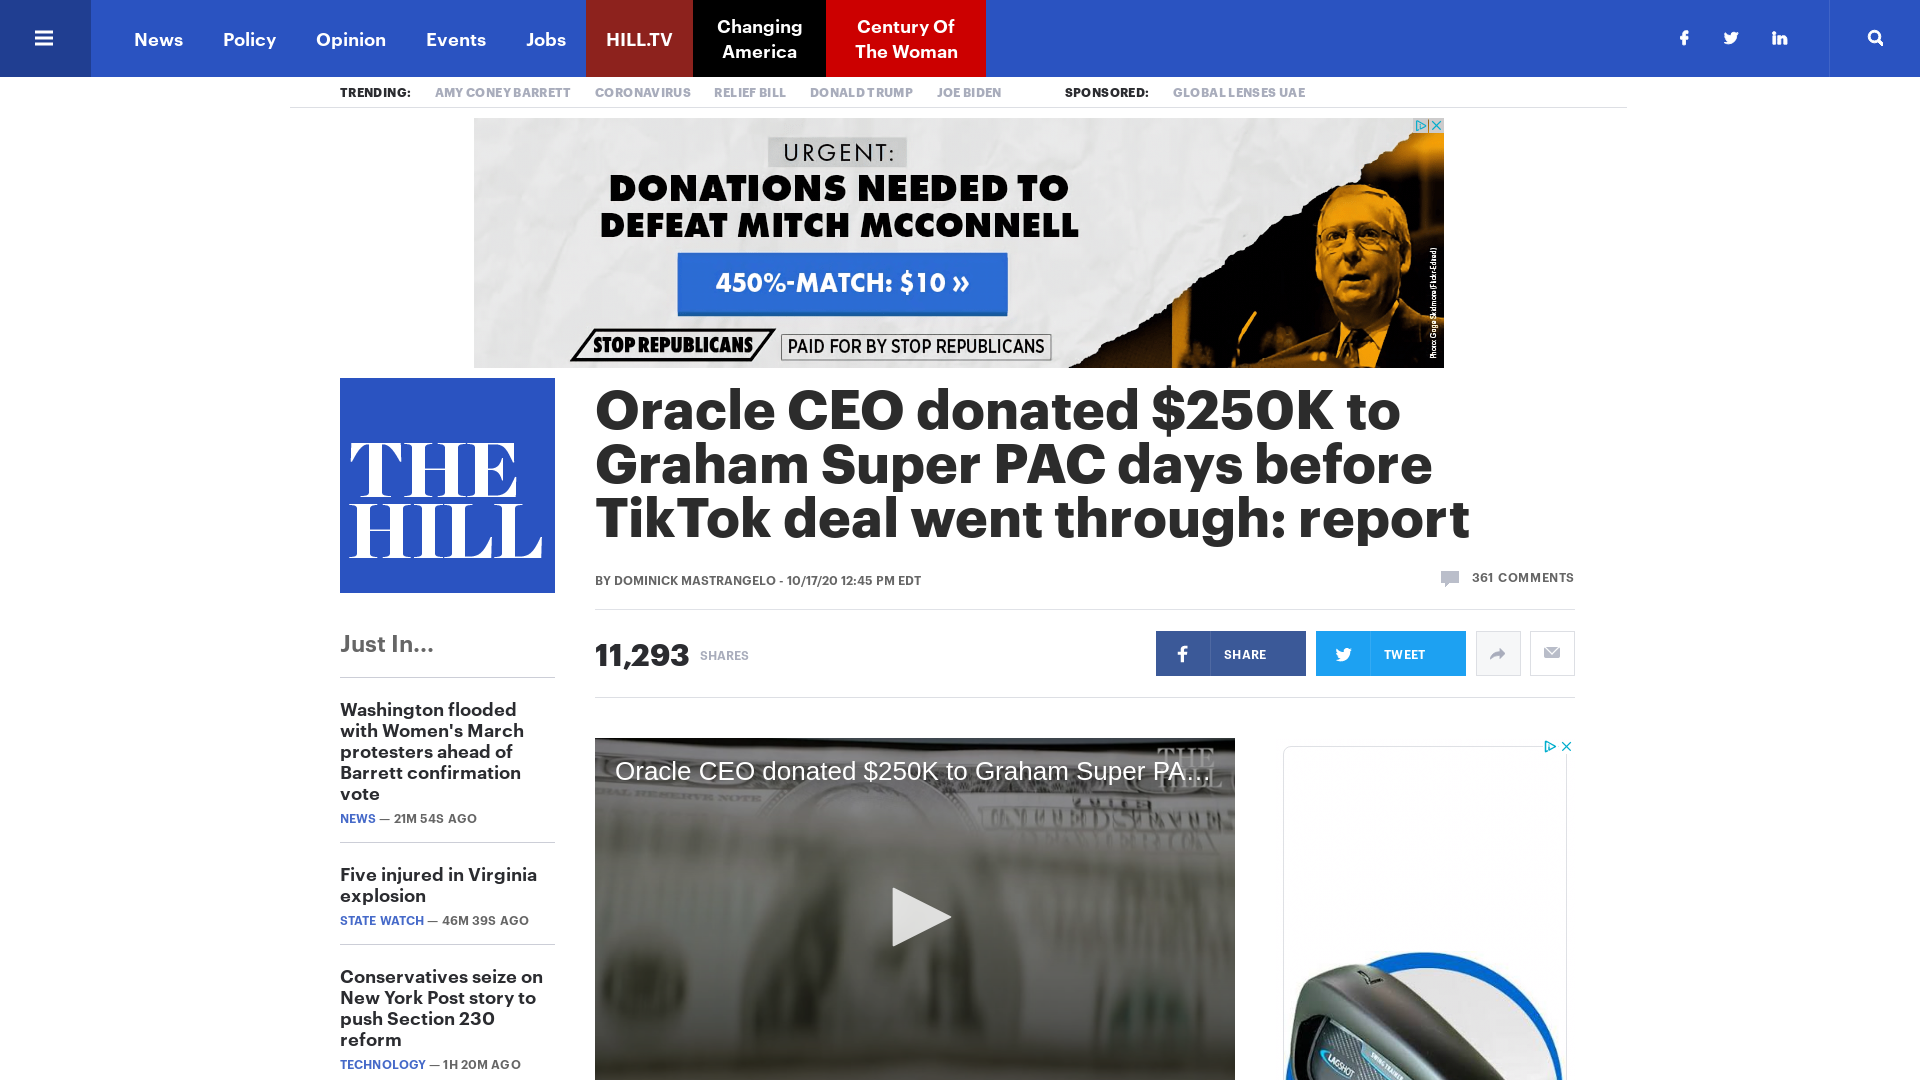 News
Policy
Opinion
Events
Jobs
HILL.TV
Changing
America
Century Of
The Woman
TRENDING:
AMY CONEY BARRETT
CORONAVIRUS
RELIEF BILL
DONALD TRUMP
JOE BIDEN
SPONSORED:
GLOBAL LENSES UAE
URGENT:
DONATIONS NEEDED TO
DEFEAT MITCH MCCONNELL
450%-MATCH: $10 »
STOP REPUBLICANS
PAID FOR BY STOP REPUBLICANS
Photo: Gage Skidmore (Flickr-Edited)
THE
HILL
Oracle CEO donated $250K to
Graham Super PAC days before
TikTok deal went through: report
BY DOMINICK MASTRANGELO - 10/17/20 12:45 PM EDT
361 COMMENTS
11,293 SHARES
SHARE
TWEET
Just In...
Washington flooded
with Women's March
protesters ahead of
Barrett confirmation
vote
NEWS — 21M 54S AGO
Five injured in Virginia
explosion
STATE WATCH — 46M 39S AGO
Conservatives seize on
New York Post story to
push Section 230
reform
TECHNOLOGY — 1H 20M AGO
THE
HILL
Oracle CEO donated $250K to Graham Super PA...
LAGSHOT
SWING TRAINER